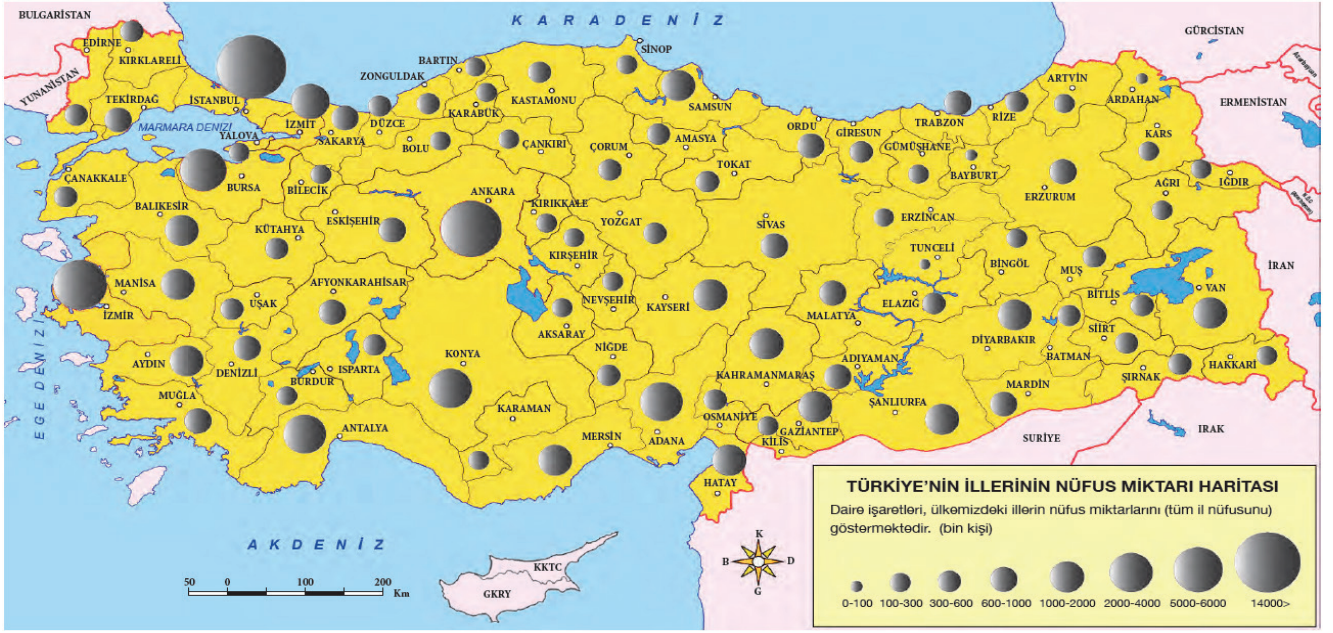 BULGARİSTAN
K A R A D E N İ Z
GÜRCİSTAN
YUNANİSTAN
ERMENİSTAN
EDİRNE
KIRKLARELİ
TEKİRDAĞ
İSTANBUL
MARMARA DENİZİ
YALOVA
İZMİT
SAKARYA
DÜZCE
ZONGULDAK
BARTIN
KARABÜK
KASTAMONU
SİNOP
SAMSUN
BOLU
ÇANKIRI
ÇORUM
AMASYA
TOKAT
ORDU
GİRESUN
TRABZON
GÜMÜŞHANE
RİZE
BAYBURT
ARTVİN
ARDAHAN
KARS
IĞDIR
AĞRI
ERZURUM
ÇANAKKALE
BALIKESİR
BURSA
BİLECİK
ESKİŞEHİR
KÜTAHYA
ANKARA
KIRIKKALE
YOZGAT
SİVAS
ERZİNCAN
TUNCELİ
BİNGÖL
MUŞ
BİTLİS
VAN
İRAN
KIRŞEHİR
NEVŞEHİR
KAYSERİ
MALATYA
ELAZIĞ
DİYARBAKIR
BATMAN
SİİRT
ŞIRNAK
HAKKARİ
MANİSA
İZMİR
UŞAK
AFYONKARAHİSAR
AKSARAY
NİĞDE
KONYA
AYDIN
DENİZLİ
BURDUR
ISPARTA
MUĞLA
ANTALYA
KARAMAN
MERSİN
ADANA
OSMANİYE
KAHRAMANMARAŞ
ADIYAMAN
GAZİANTEP
KİLİS
ŞANLIURFA
MARDİN
HATAY
SURİYE
IRAK
E G E D E N İ Z
A K D E N İ Z
KKTC
GKRY
50 0 100 200
Km
K
B D
G
TÜRKİYE'NİN İLLERİNİN NÜFUS MİKTARI HARİTASI
Daire işaretleri, ülkemizdeki illerin nüfus miktarlarını (tüm il nüfusunu)
göstermektedir. (bin kişi)
0-100 100-300 300-600 600-1000 1000-2000 2000-4000 5000-6000 14000>